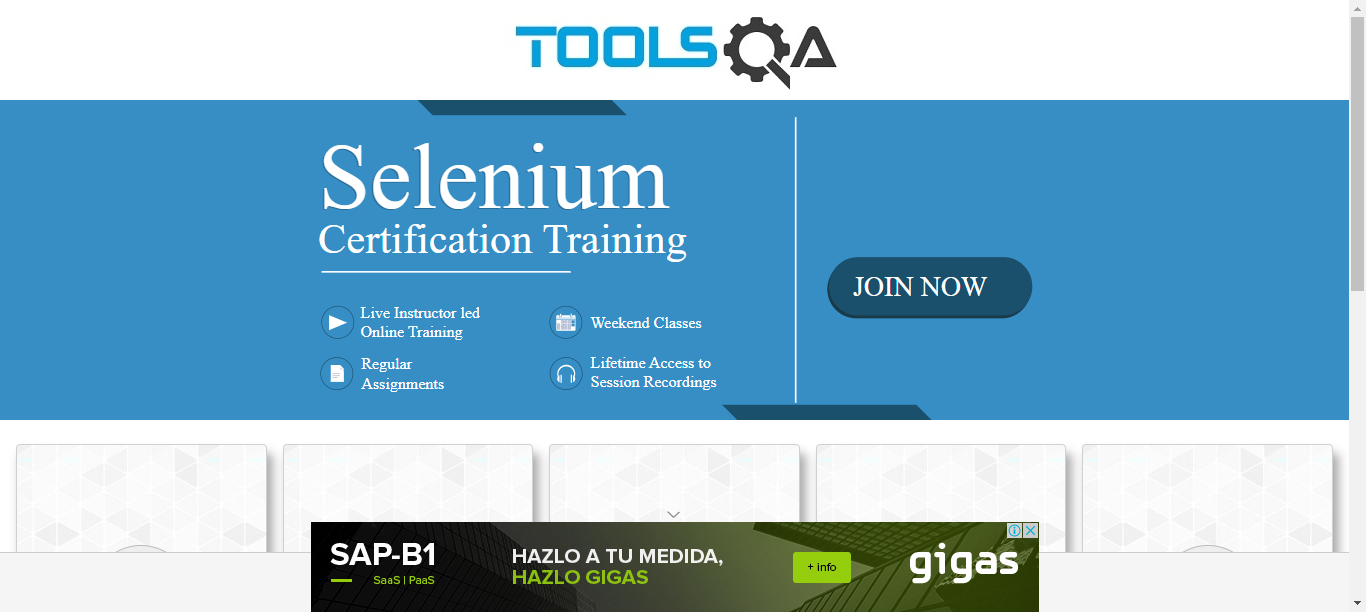 TOOLSQA
Selenium
Certification Training
Live Instructor led
Online Training
Weekend Classes
Regular
Assignments
Lifetime Access to
Session Recordings
JOIN NOW
SAP-B1
SaaS | PaaS
HAZLO A TU MEDIDA,
HAZLO GIGAS
+ info
gigas